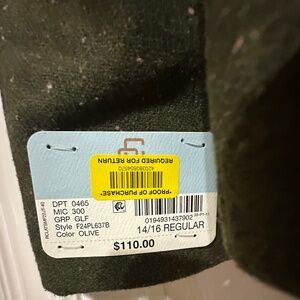 REQUIRED FOR RETURN
*PROOF OF PURCHASE*
DPT 0465
MIC 300
GRP GLF
Style F24PL637B
Color OLIVE
0194931437902
14/16 REGULAR
$110.00